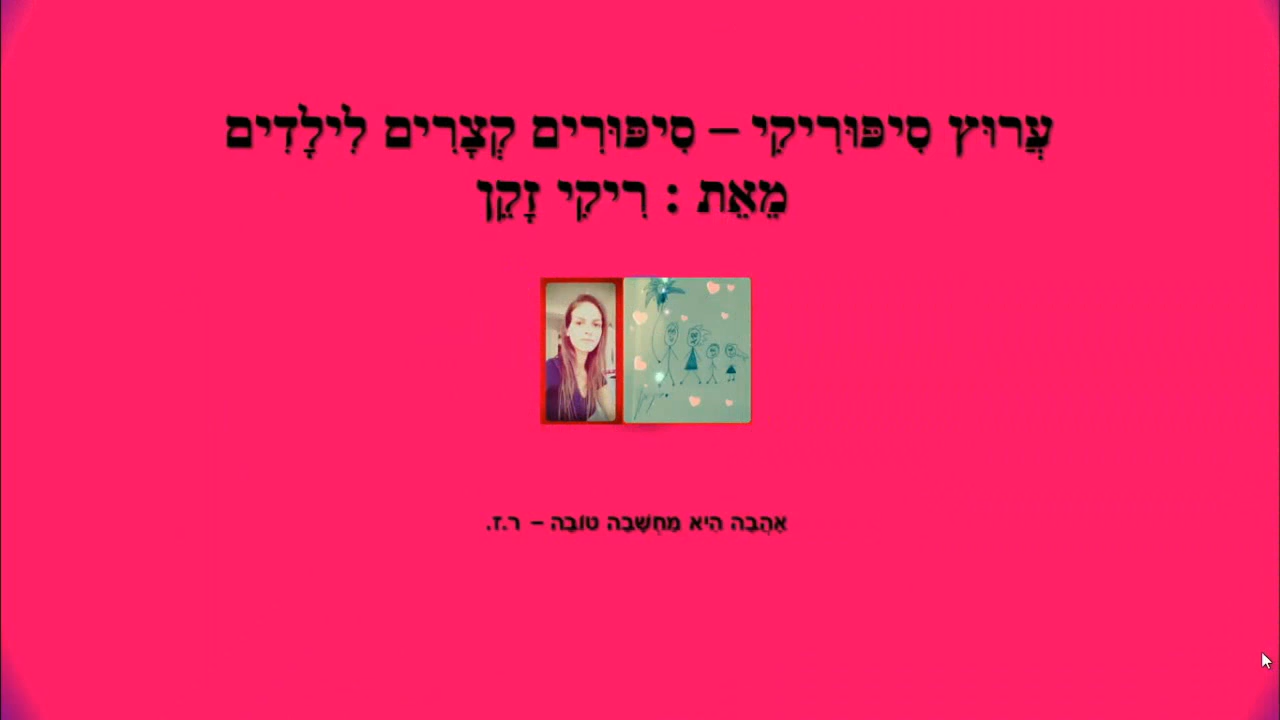 עֲרוּץ סִיפּוּרִיקִי – סִיפּוּרִים קְצָרִים לִילָדִים
מֵאֵת : רִיקִי זָקֵן
אַהֲבָה הִיא מַחְשָׁבָה טוֹבָה – ר.ז.